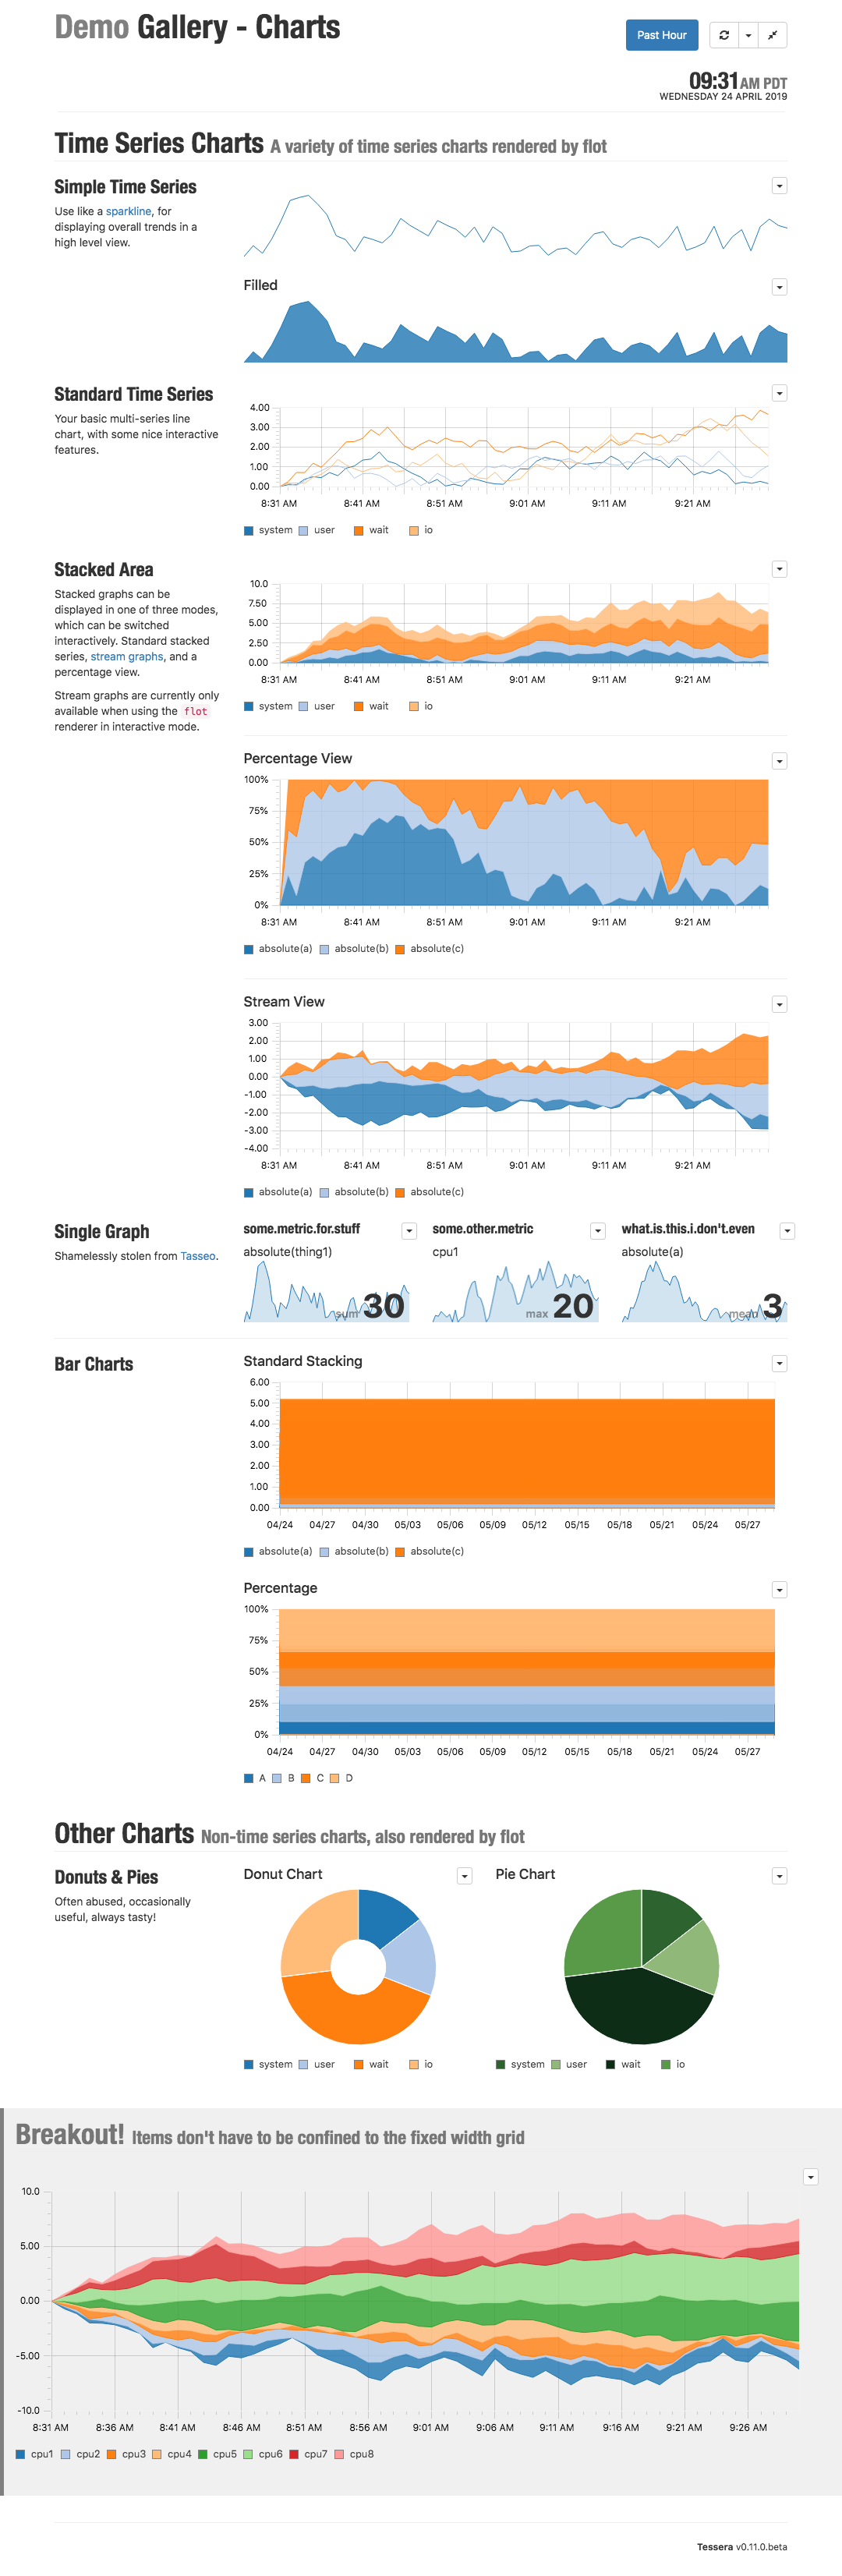 Demo Gallery - Charts
Past Hour
09:31AM PDT
WEDNESDAY 24 APRIL 2019
Time Series Charts A variety of time series charts rendered by flot
Simple Time Series
Use like a sparkline, for
displaying overall trends in a
high level view.
Filled
Standard Time Series
Your basic multi-series line
chart, with some nice interactive
features.
4.00
3.00
2.00
1.00
0.00
8:31 AM 8:41 AM 8:51 AM 9:01 AM 9:11 AM 9:21 AM
system user wait io
Stacked Area
Stacked graphs can be
displayed in one of three modes,
which can be switched
interactively. Standard stacked
series, stream graphs, and a
percentage view.
Stream graphs are currently only
available when using the flot
renderer in interactive mode.
10.0
7.50
5.00
2.50
0.00
8:31 AM 8:41 AM 8:51 AM 9:01 AM 9:11 AM 9:21 AM
system user wait io
Percentage View
100%
75%
50%
25%
0%
8:31 AM 8:41 AM 8:51 AM 9:01 AM 9:11 AM 9:21 AM
absolute(a) absolute(b) absolute(c)
Stream View
3.00
2.00
1.00
0.00
-1.00
-2.00
-3.00
-4.00
8:31 AM 8:41 AM 8:51 AM 9:01 AM 9:11 AM 9:21 AM
absolute(a) absolute(b) absolute(c)
Single Graph
Shamelessly stolen from Tasseo.
some.metric.for.stuff
absolute(thing1)
sum 30
some.other.metric
cpu1
max 20
what.is.this.i.don't.even
absolute(a)
mean 3
Bar Charts
Standard Stacking
6.00
5.00
4.00
3.00
2.00
1.00
0.00
04/24 04/27 04/30 05/03 05/06 05/09 05/12 05/15 05/18 05/21 05/24 05/27
absolute(a) absolute(b) absolute(c)
Percentage
100%
75%
50%
25%
0%
04/24 04/27 04/30 05/03 05/06 05/09 05/12 05/15 05/18 05/21 05/24 05/27
A B C D
Other Charts Non-time series charts, also rendered by flot
Donuts & Pies
Often abused, occasionally
useful, always tasty!
Donut Chart
system user wait io
Pie Chart
system user wait io
Breakout! Items don't have to be confined to the fixed width grid
10.0
5.00
0.00
-5.00
-10.0
8:31 AM 8:36 AM 8:41 AM 8:46 AM 8:51 AM 8:56 AM 9:01 AM 9:06 AM 9:11 AM 9:16 AM 9:21 AM 9:26 AM
cpu1 cpu2 cpu3 cpu4 cpu5 cpu6 cpu7 cpu8
Tessera v0.11.0.beta